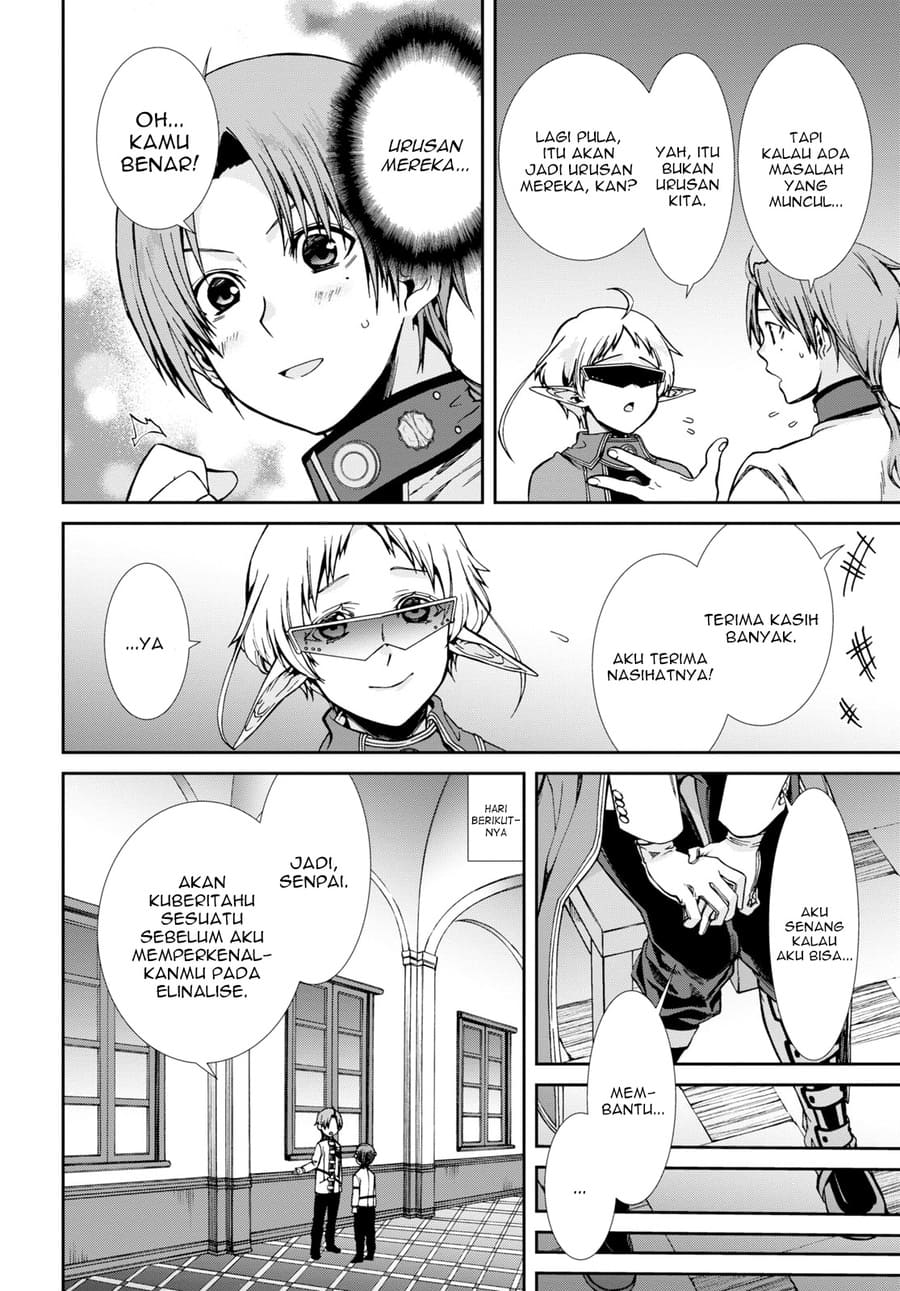 TAPI
KALAU ADA
MASALAH
YANG
MUNCUL...
YAH, ITU
BUKAN
URUSAN
KITA.
LAGI PULA,
ITU AKAN
JADI URUSAN
MEREKA, KAN?
URUSAN
MEREKA...
OH...
KAMU
BENAR!
TERIMA KASIH
BANYAK.
AKU TERIMA
NASIHATNYA!
...YA
AKU
SENANG
KALAU
AKU BISA...
MEM-
BANTU...
...
HARI
BERIKUT-
NYA
JADI,
SENPAI.
AKAN
KUBERITAHU
SESUATU
SEBELUM AKU
MEMPERKENAL-
KANMU PADA
ELINALISE.